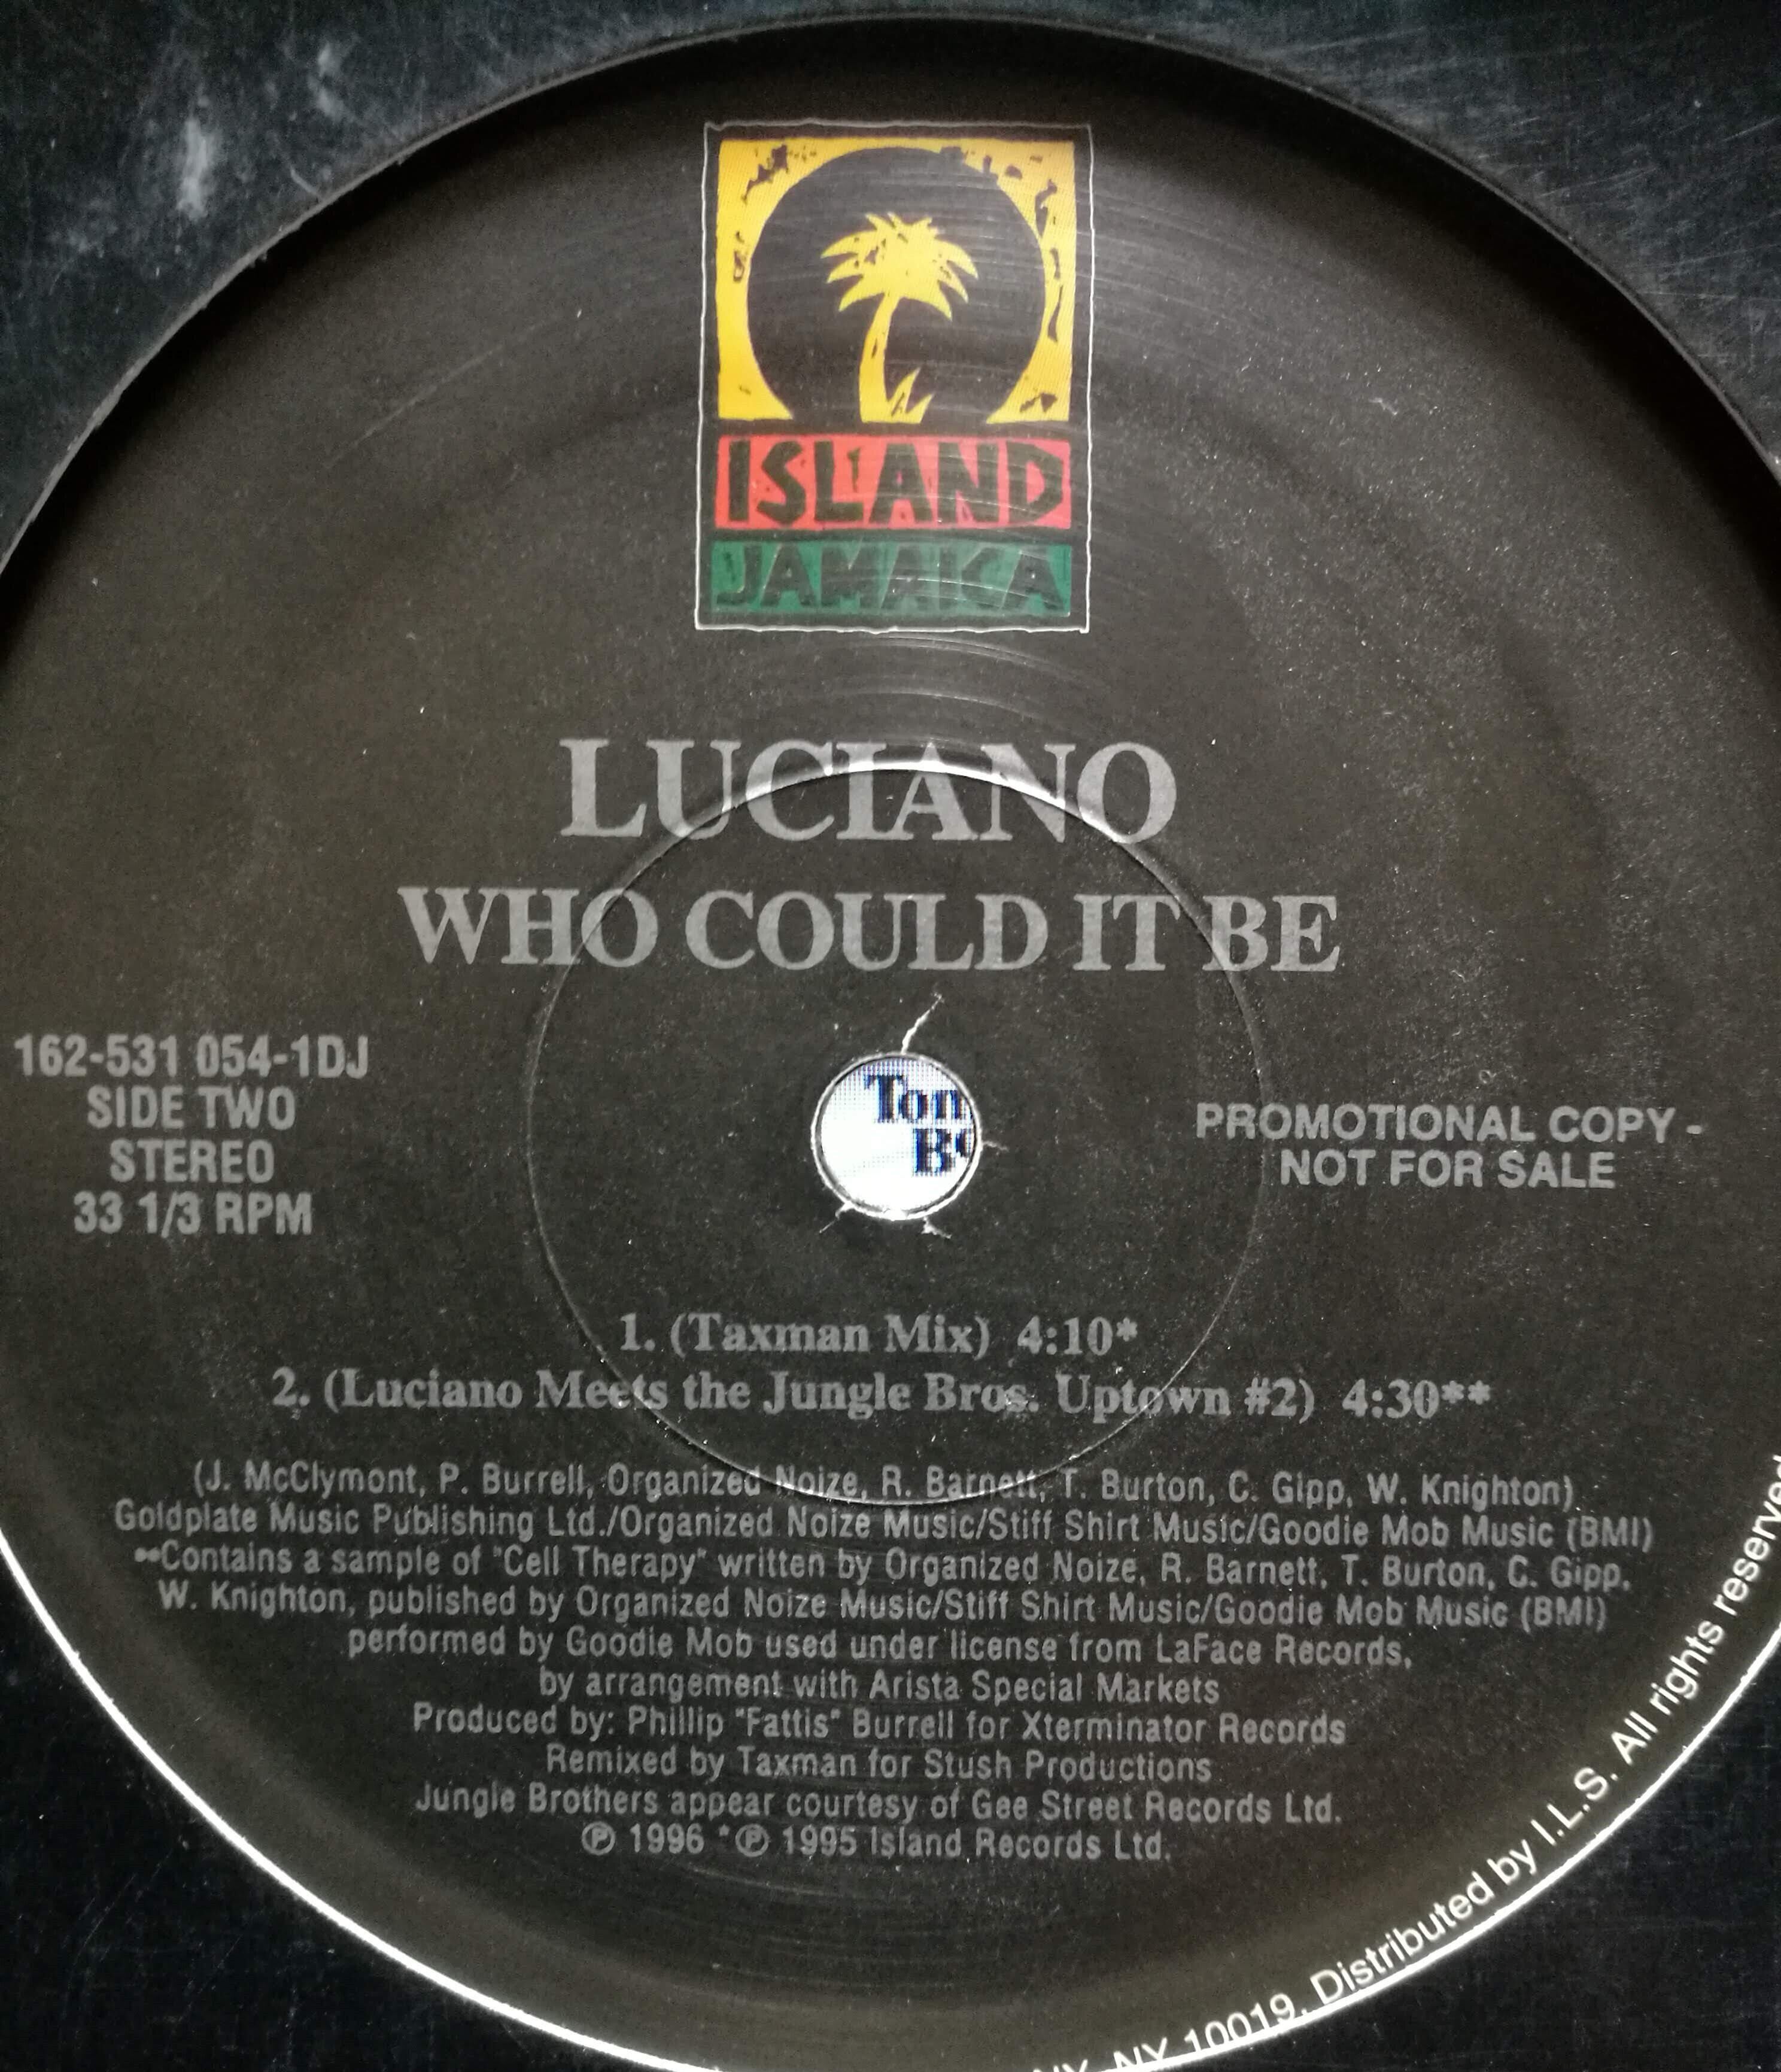 ISLAND
JAMAICA
LUCIANO
WHO COULD IT BE
162-531 054-1DJ
SIDE TWO
STEREO
33 1/3 RPM
Ton
B
PROMOTIONAL COPY -
NOT FOR SALE
1. (Taxman Mix) 4:10*
2. (Luciano Meets the Jungle Bros. Uptown #2) 4:30**
(J. McClymont, P. Burrell, Organized Noize, R. Barnett, T. Burton, C. Gipp, W. Knighton)
Goldplate Music Publishing Ltd./Organized Noize Music/Stiff Shirt Music/Goodie Mob Music (BMI)
**Contains a sample of "Cell Therapy" written by Organized Noize, R. Barnett, T. Burton, C. Gipp,
W. Knighton, published by Organized Noize Music/Stiff Shirt Music/Goodie Mob Music (BMI)
performed by Goodie Mob used under license from LaFace Records,
by arrangement with Arista Special Markets
Produced by: Phillip "Fattis" Burrell for Xterminator Records
Remixed by Taxman for Stush Productions
Jungle Brothers appear courtesy of Gee Street Records Ltd.
℗ 1996 *℗ 1995 Island Records Ltd.
NY 10019. Distributed by I.L.S. All rights reserved